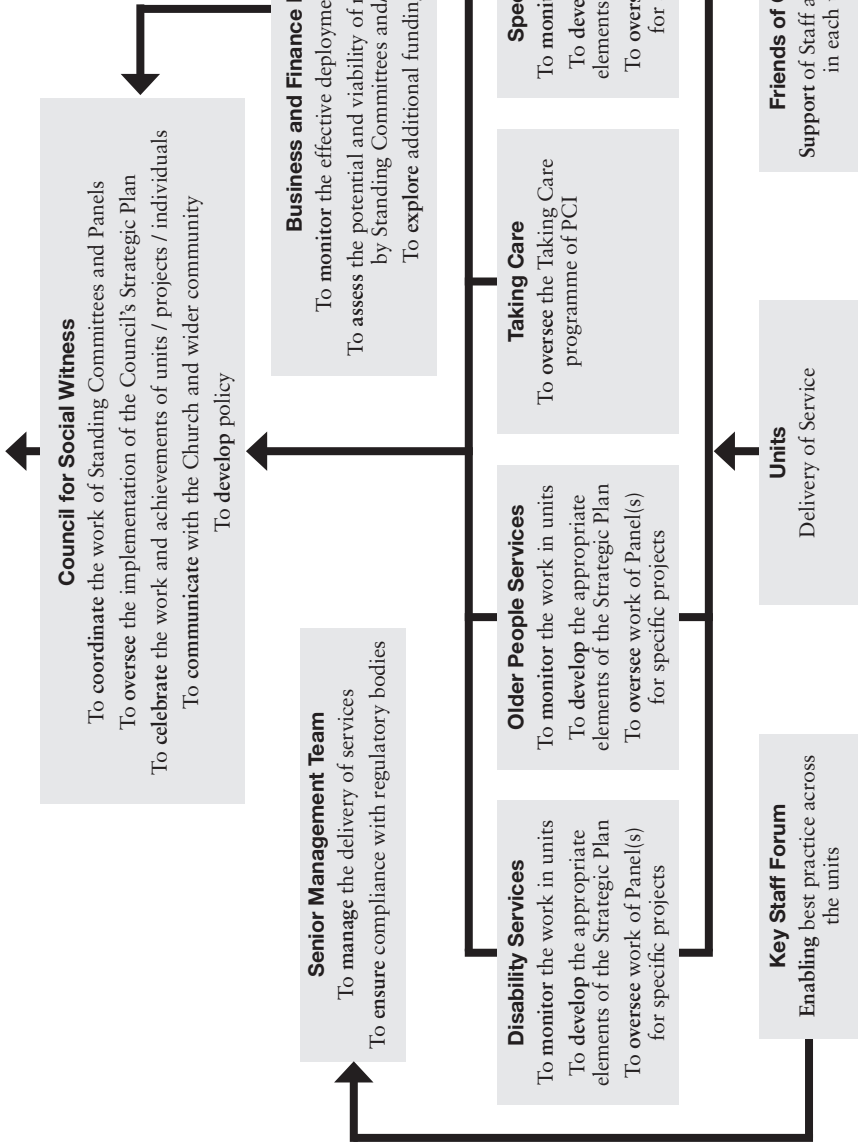 Council for Social Witness
To coordinate the work of Standing Committees and Panels
To oversee the implementation of the Council's Strategic Plan
To celebrate the work and achievements of units / projects / individuals
To communicate with the Church and wider community
To develop policy
Senior Management Team
To manage the delivery of services
To ensure compliance with regulatory bodies
Business and Finance
To monitor the effective
To assess the potential and viability of
by Standing Committees
To explore additional
Disability Services
To monitor the work in units
To develop the appropriate
elements of the Strategic Plan
To oversee work of Panel(s)
for specific projects
Older People Services
To monitor the work in units
To develop the appropriate
elements of the Strategic Plan
To oversee work of Panel(s)
for specific projects
Taking Care
To oversee the Taking Care
programme of PCI
To
To
elements
To
for
Key Staff Forum
Enabling best practice across
the units
Units
Delivery of Service
Friends of
Support of Staff
in each